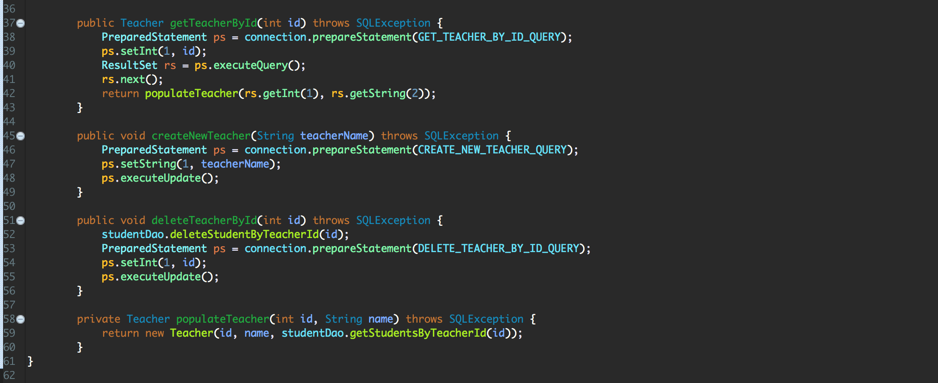 36
37 public Teacher getTeacherById(int id) throws SQLException {
38 PreparedStatement ps = connection.prepareStatement(GET_TEACHER_BY_ID_QUERY);
39 ps.setInt(1, id);
40 ResultSet rs = ps.executeQuery();
41 rs.next();
42 return populateTeacher(rs.getInt(1), rs.getString(2));
43 }
44
45 public void createNewTeacher(String teacherName) throws SQLException {
46 PreparedStatement ps = connection.prepareStatement(CREATE_NEW_TEACHER_QUERY);
47 ps.setString(1, teacherName);
48 ps.executeUpdate();
49 }
50
51 public void deleteTeacherById(int id) throws SQLException {
52 studentDao.deleteStudentByTeacherId(id);
53 PreparedStatement ps = connection.prepareStatement(DELETE_TEACHER_BY_ID_QUERY);
54 ps.setInt(1, id);
55 ps.executeUpdate();
56 }
57
58 private Teacher populateTeacher(int id, String name) throws SQLException {
59 return new Teacher(id, name, studentDao.getStudentsByTeacherId(id));
60 }
61 }
62